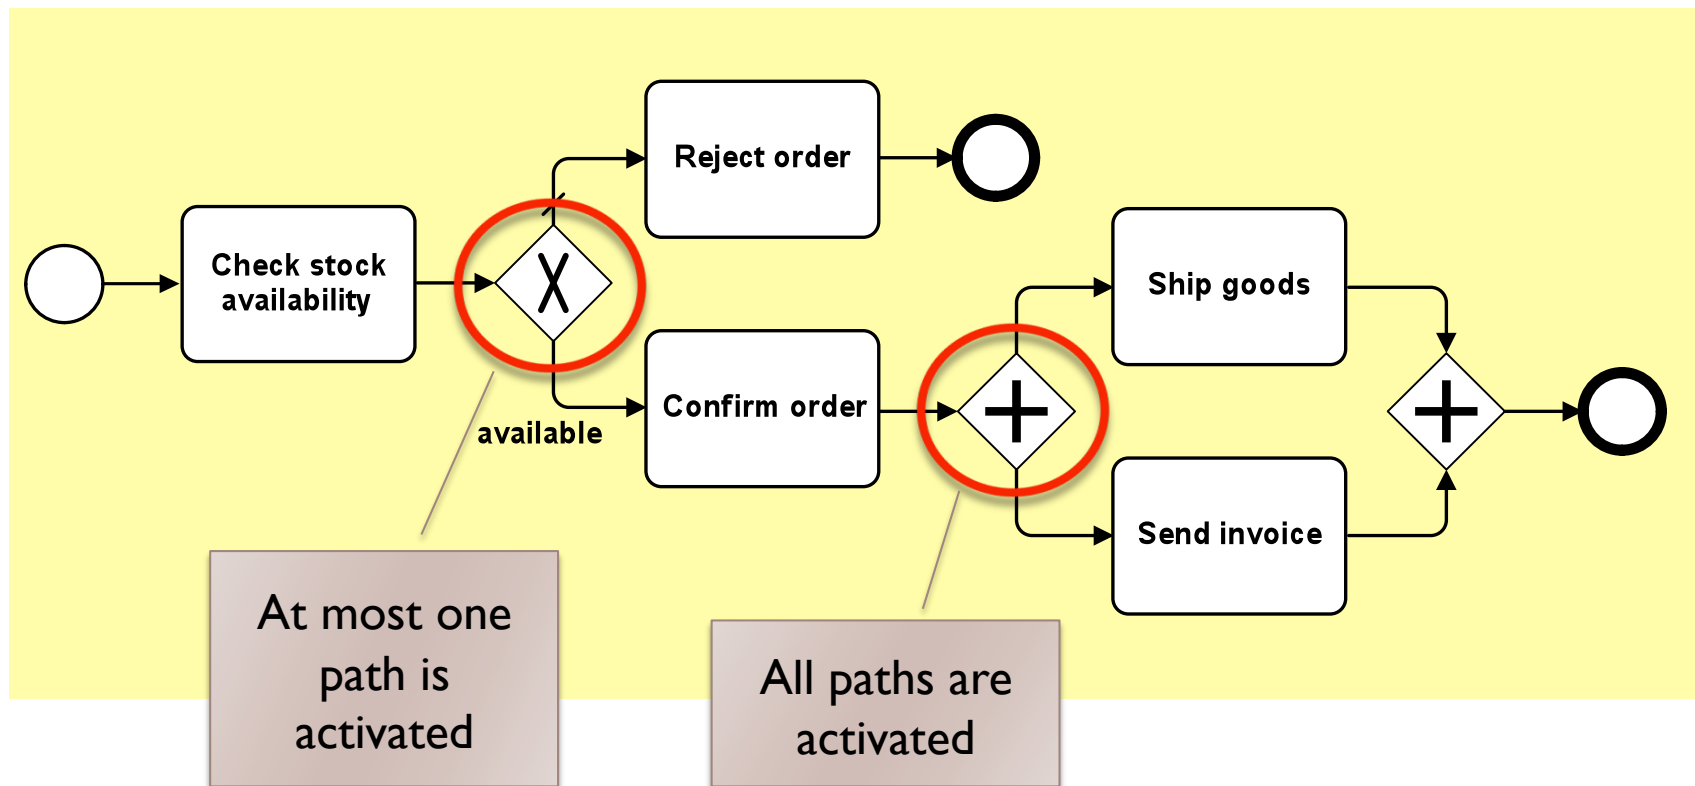 Reject order
Check stock
availability
Ship goods
Confirm order
available
Send invoice
At most one
path is
activated
All paths are
activated